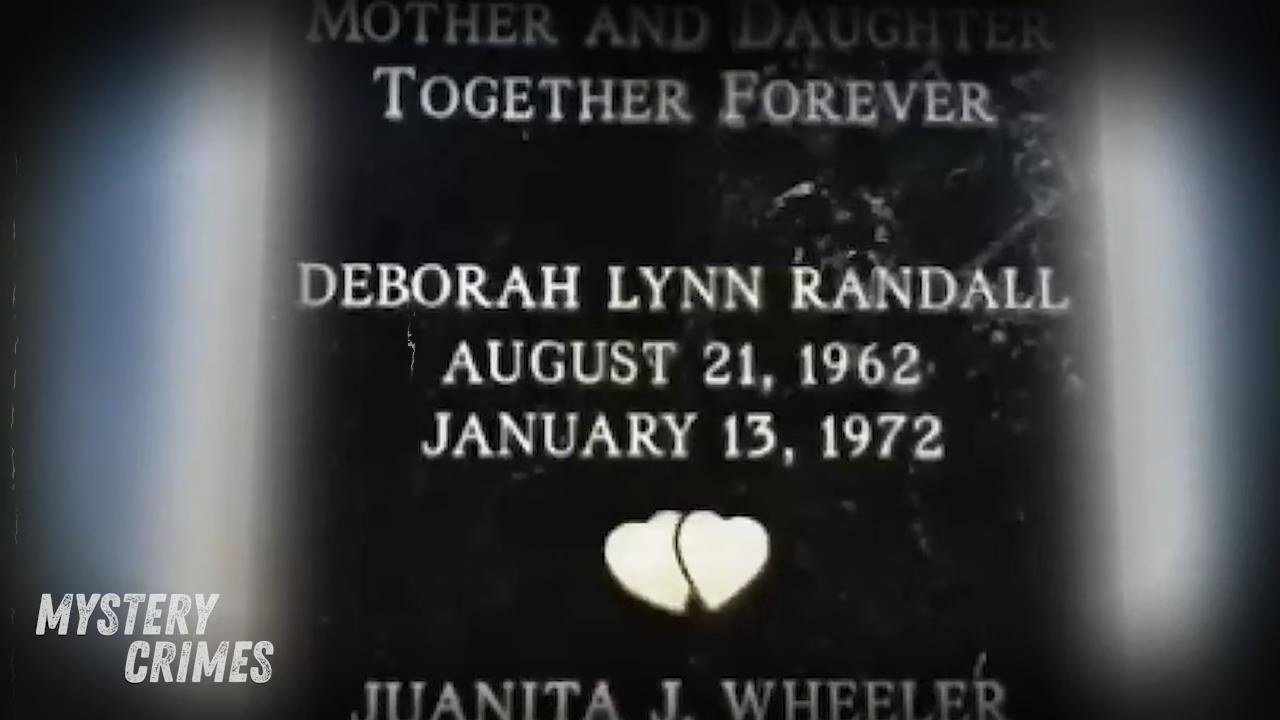 MOTHER AND DAUGHTER
TOGETHER FOREVER
DEBORAH LYNN RANDALL
AUGUST 21, 1962
JANUARY 13, 1972
JUANITA J. WHEELER
MYSTERY
CRIMES